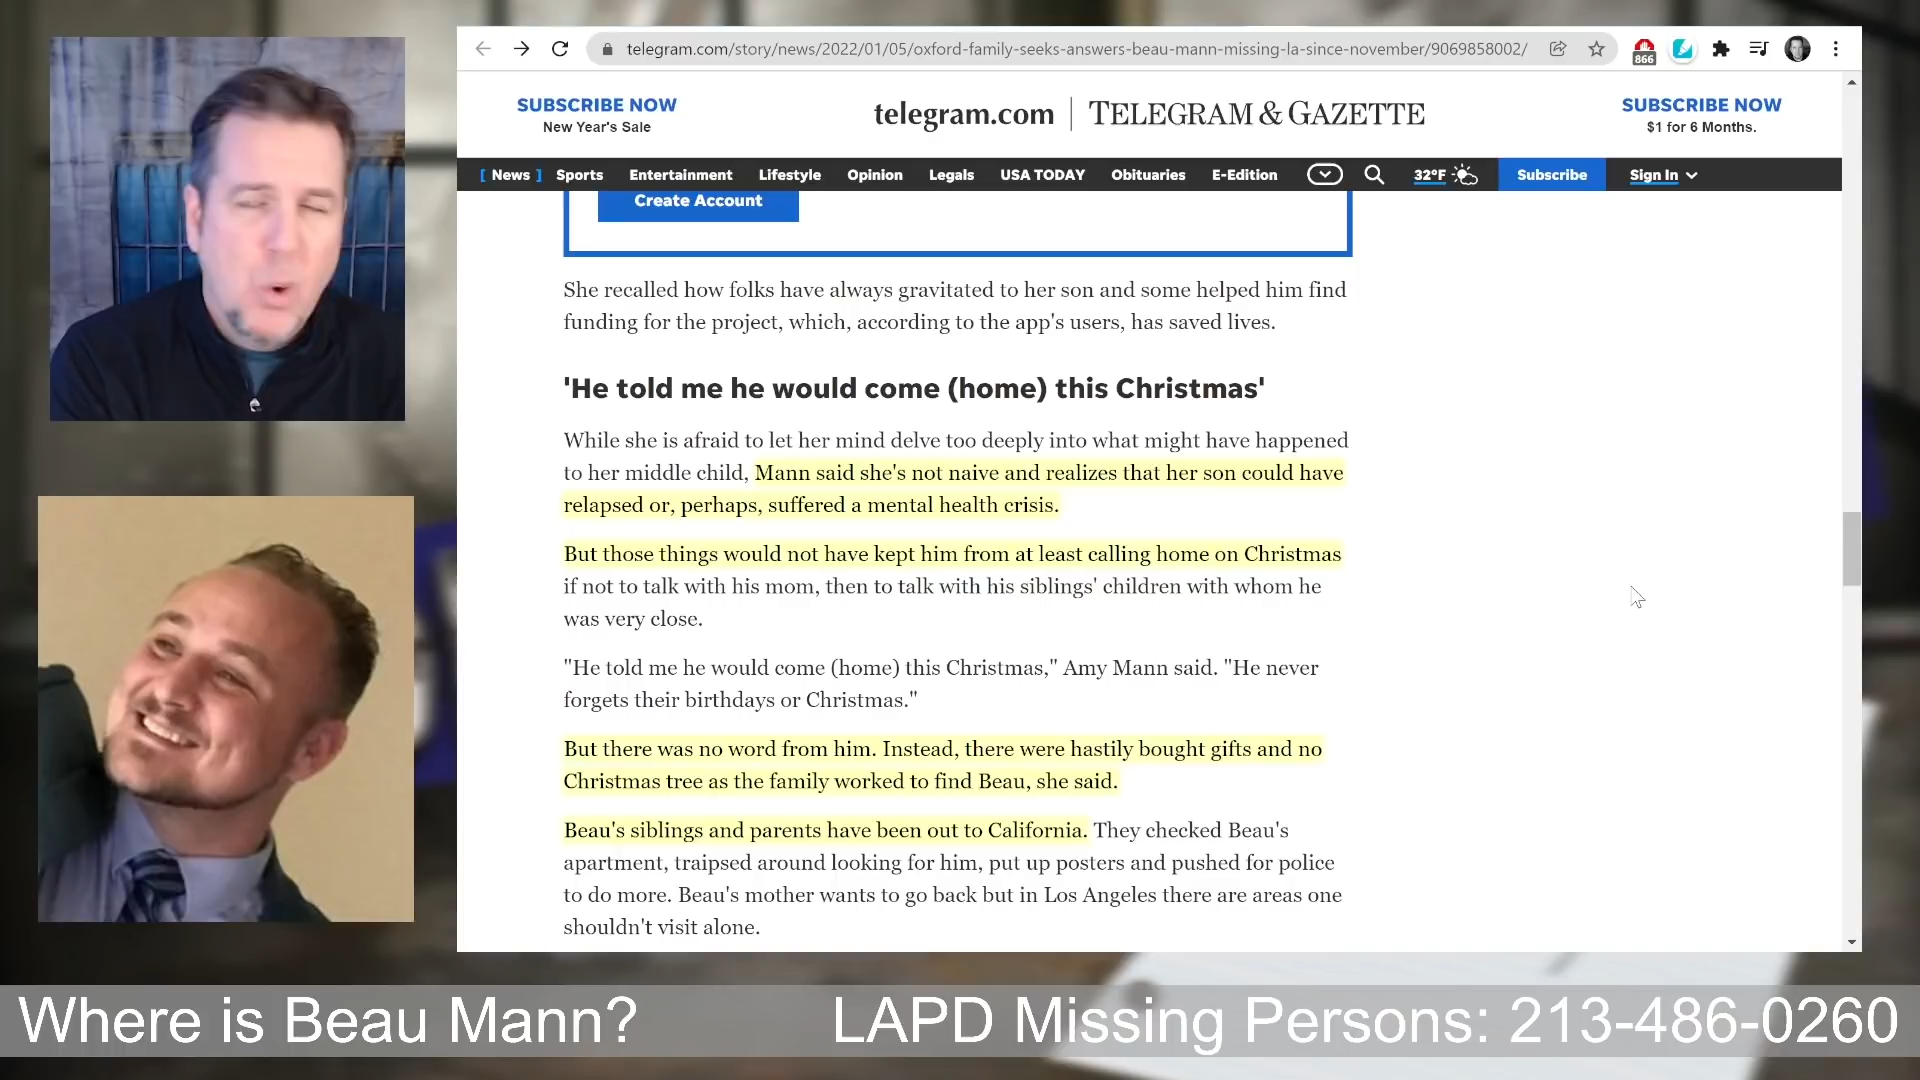 telegram.com/story/news/2022/01/05/oxford-family-seeks-answers-beau-mann-missing-la-since-november/9069858002/
866
SUBSCRIBE NOW
New Year's Sale
telegram.com | TELEGRAM & GAZETTE
SUBSCRIBE NOW
$1 for 6 Months.
[ News ] Sports Entertainment Lifestyle Opinion Legals USA TODAY Obituaries E-Edition 32°F Subscribe Sign In
Create Account
She recalled how folks have always gravitated to her son and some helped him find
funding for the project, which, according to the app's users, has saved lives.
'He told me he would come (home) this Christmas'
While she is afraid to let her mind delve too deeply into what might have happened
to her middle child, Mann said she's not naive and realizes that her son could have
relapsed or, perhaps, suffered a mental health crisis.
But those things would not have kept him from at least calling home on Christmas
if not to talk with his mom, then to talk with his siblings' children with whom he
was very close.
"He told me he would come (home) this Christmas," Amy Mann said. "He never
forgets their birthdays or Christmas."
But there was no word from him. Instead, there were hastily bought gifts and no
Christmas tree as the family worked to find Beau, she said.
Beau's siblings and parents have been out to California. They checked Beau's
apartment, traipsed around looking for him, put up posters and pushed for police
to do more. Beau's mother wants to go back but in Los Angeles there are areas one
shouldn't visit alone.
Where is Beau Mann?
LAPD Missing Persons: 213-486-0260